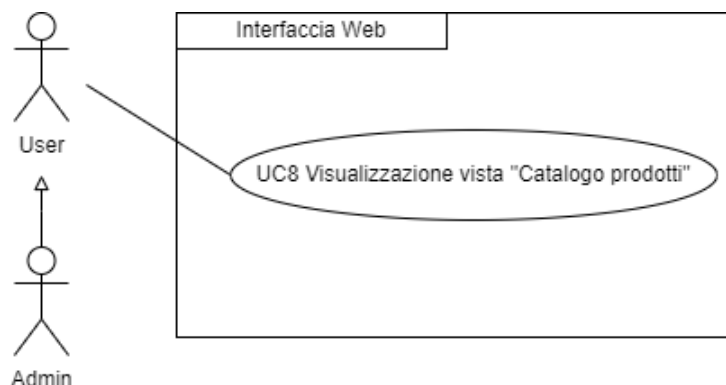 Interfaccia Web
User
UC8 Visualizzazione vista "Catalogo prodotti"
Admin